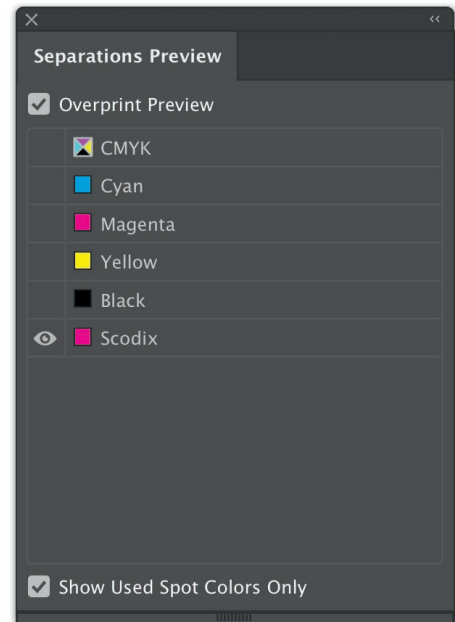 Separations Preview
Overprint Preview
CMYK
Cyan
Magenta
Yellow
Black
Scodix
Show Used Spot Colors Only